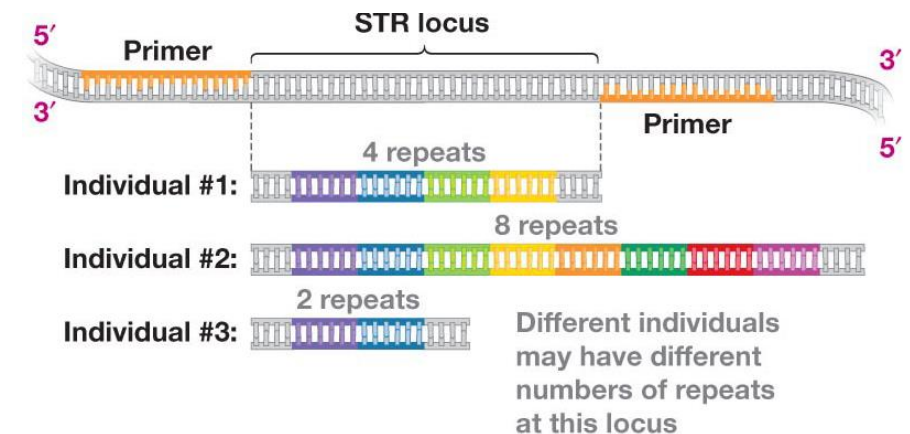 STR locus
5′
Primer
3′
3′
Primer
5′
4 repeats
Individual #1:
8 repeats
Individual #2:
2 repeats
Individual #3:
Different individuals
may have different
numbers of repeats
at this locus